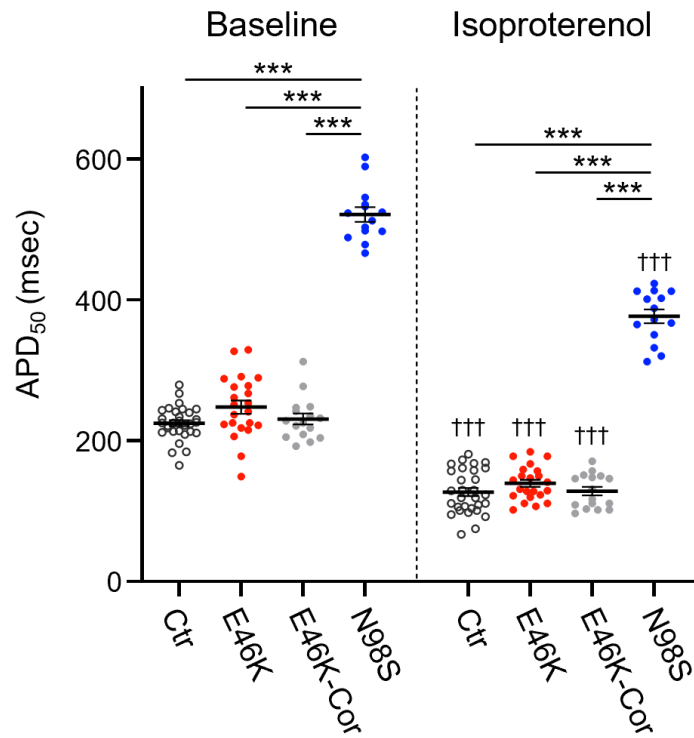 Baseline Isoproterenol
***
***
***
***
***
***
†††
††† ††† †††
APD₅₀ (msec)
600
400
200
0
Ctr E46K E46K-Cor N98S Ctr E46K E46K-Cor N98S